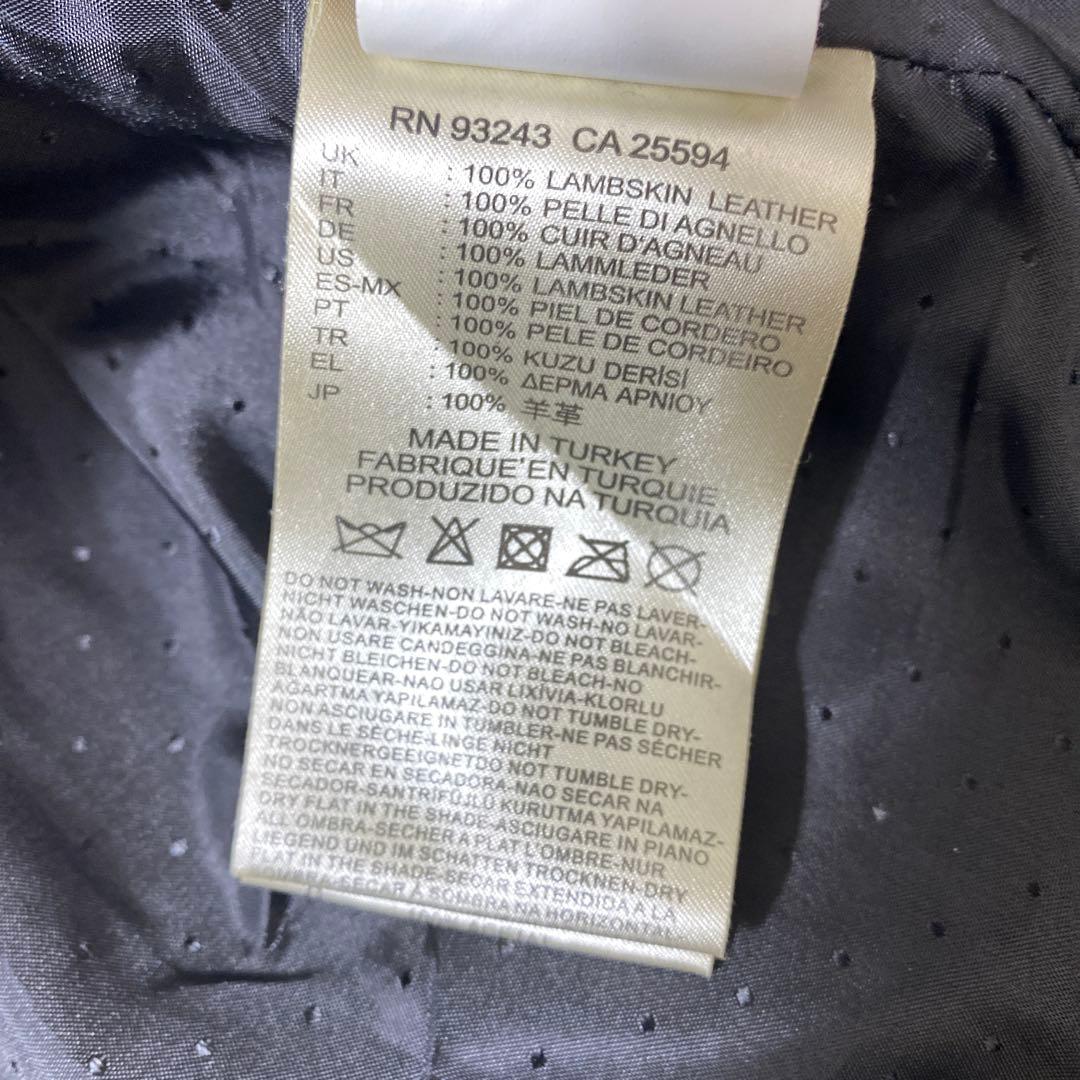 RN 93243 CA 25594
UK : 100% LAMBSKIN LEATHER
IT : 100% PELLE DI AGNELLO
FR : 100% CUIR D'AGNEAU
DE : 100% LAMMLEDER
US : 100% LAMBSKIN LEATHER
ES-MX : 100% PIEL DE CORDERO
PT : 100% PELE DE CORDEIRO
TR : 100% KUZU DERİSİ
EL : 100% ΔΕΡΜΑ ΑΡΝΙΟΥ
JP : 100% 羊革
MADE IN TURKEY
FABRIQUE'EN TURQUIE
PRODUZIDO NA TURQUIA
DO NOT WASH-NON LAVARE-NE PAS LAVER-
NICHT WASCHEN-DO NOT WASH-NO LAVAR-
NÃO LAVAR-YIKAMAYINIZ-DO NOT BLEACH-
NON USARE CANDEGGINA-NE PAS BLANCHIR-
NICHT BLEICHEN-DO NOT BLEACH-NO
BLANQUEAR-NAO USAR LIXÍVIA-KLORLU
AGARTMA YAPILAMAZ-DO NOT TUMBLE DRY-
NON ASCIUGARE IN TUMBLER-NE PAS SÉCHER
DANS LE SÈCHE-LINGE NICHT
TROCKNERGEEIGNETDO NOT TUMBLE DRY-
NO SECAR EN SECADORA-NAO SECAR NA
SECADOR-SANTRİFÜJLÜ KURUTMA YAPILAMAZ-
DRY FLAT IN THE SHADE-ASCIUGARE IN PIANO
ALL OMBRA-SÉCHER A PLAT L'OMBRE-NUR
LIEGEND UND IM SCHATTEN TROCKNEN-DRY
FLAT IN THE SHADE-SECAR EXTENDIDA A LA
SECAR À SOMBRA NA HORIZONTAL